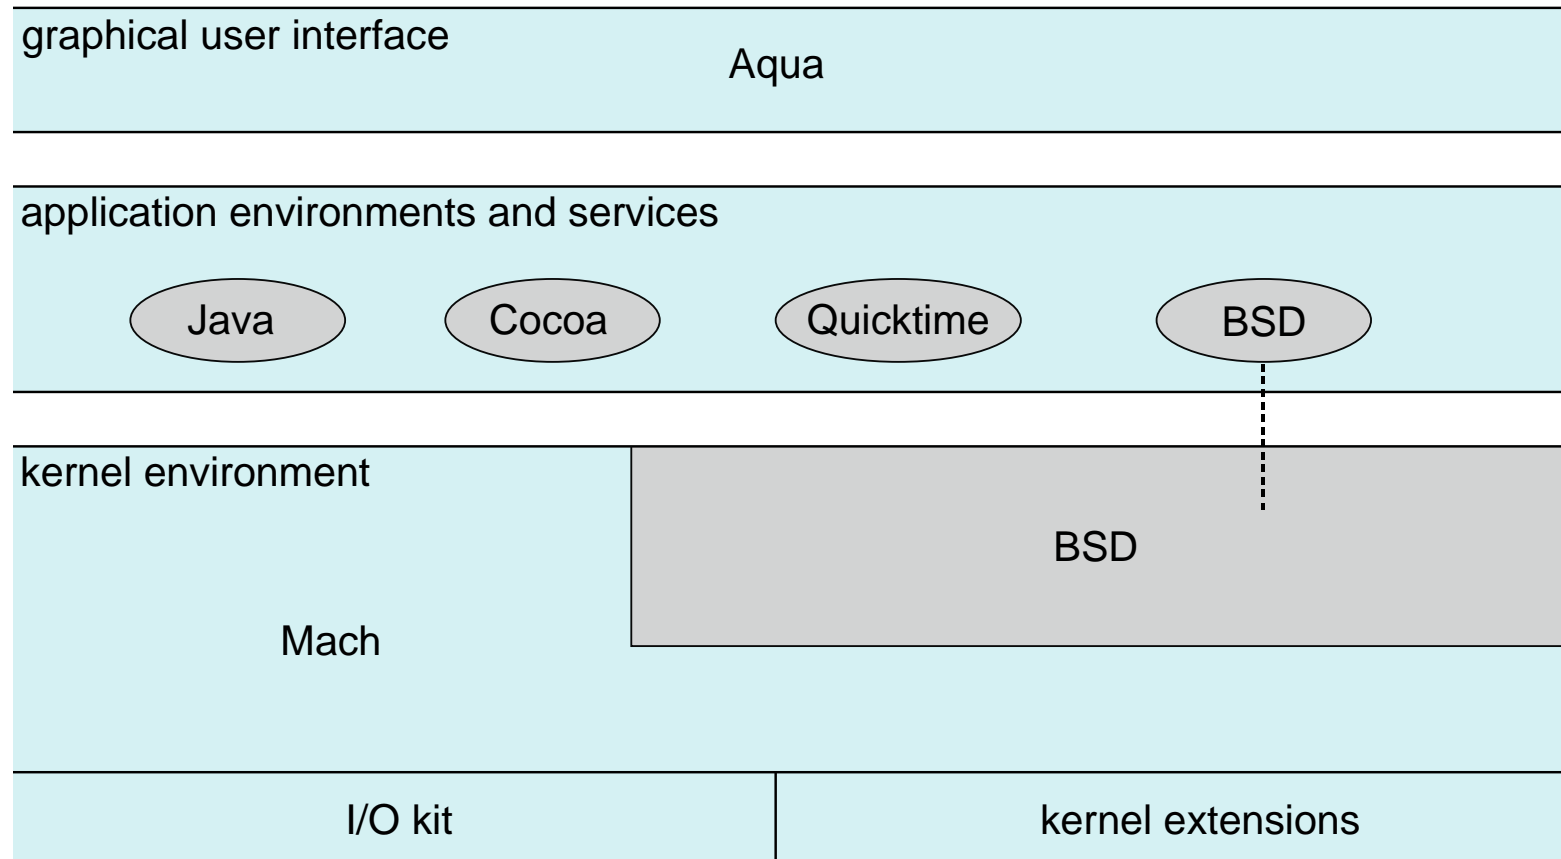 graphical user interface
Aqua
application environments and services
Java
Cocoa
Quicktime
BSD
kernel environment
BSD
Mach
I/O kit
kernel extensions